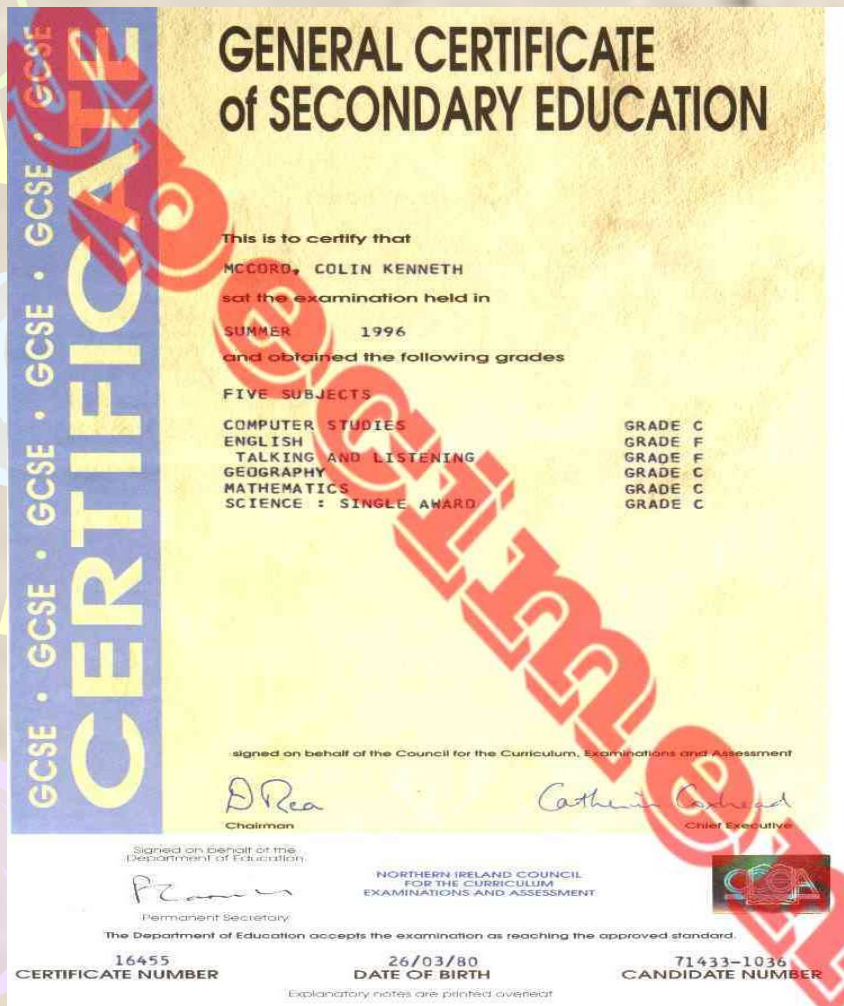 GCSE · GCSE · GCSE · GCSE · GCSE · GCSE
CERTIFICATE
GENERAL CERTIFICATE
of SECONDARY EDUCATION
This is to certify that
MCCORD, COLIN KENNETH
sat the examination held in
SUMMER 1996
and obtained the following grades
FIVE SUBJECTS
COMPUTER STUDIES GRADE C
ENGLISH GRADE F
TALKING AND LISTENING GRADE F
GEOGRAPHY GRADE C
MATHEMATICS GRADE C
SCIENCE : SINGLE AWARD GRADE C
Specimen
signed on behalf of the Council for the Curriculum, Examinations and Assessment
D Rea Catherine Coxhead
Chairman Chief Executive
Signed on behalf of the
Department of Education
NORTHERN IRELAND COUNCIL
FOR THE CURRICULUM
EXAMINATIONS AND ASSESSMENT
CCEA
Permanent Secretary
The Department of Education accepts the examination as reaching the approved standard.
16455 26/03/80 71433-1036
CERTIFICATE NUMBER DATE OF BIRTH CANDIDATE NUMBER
Explanatory notes are printed overleaf